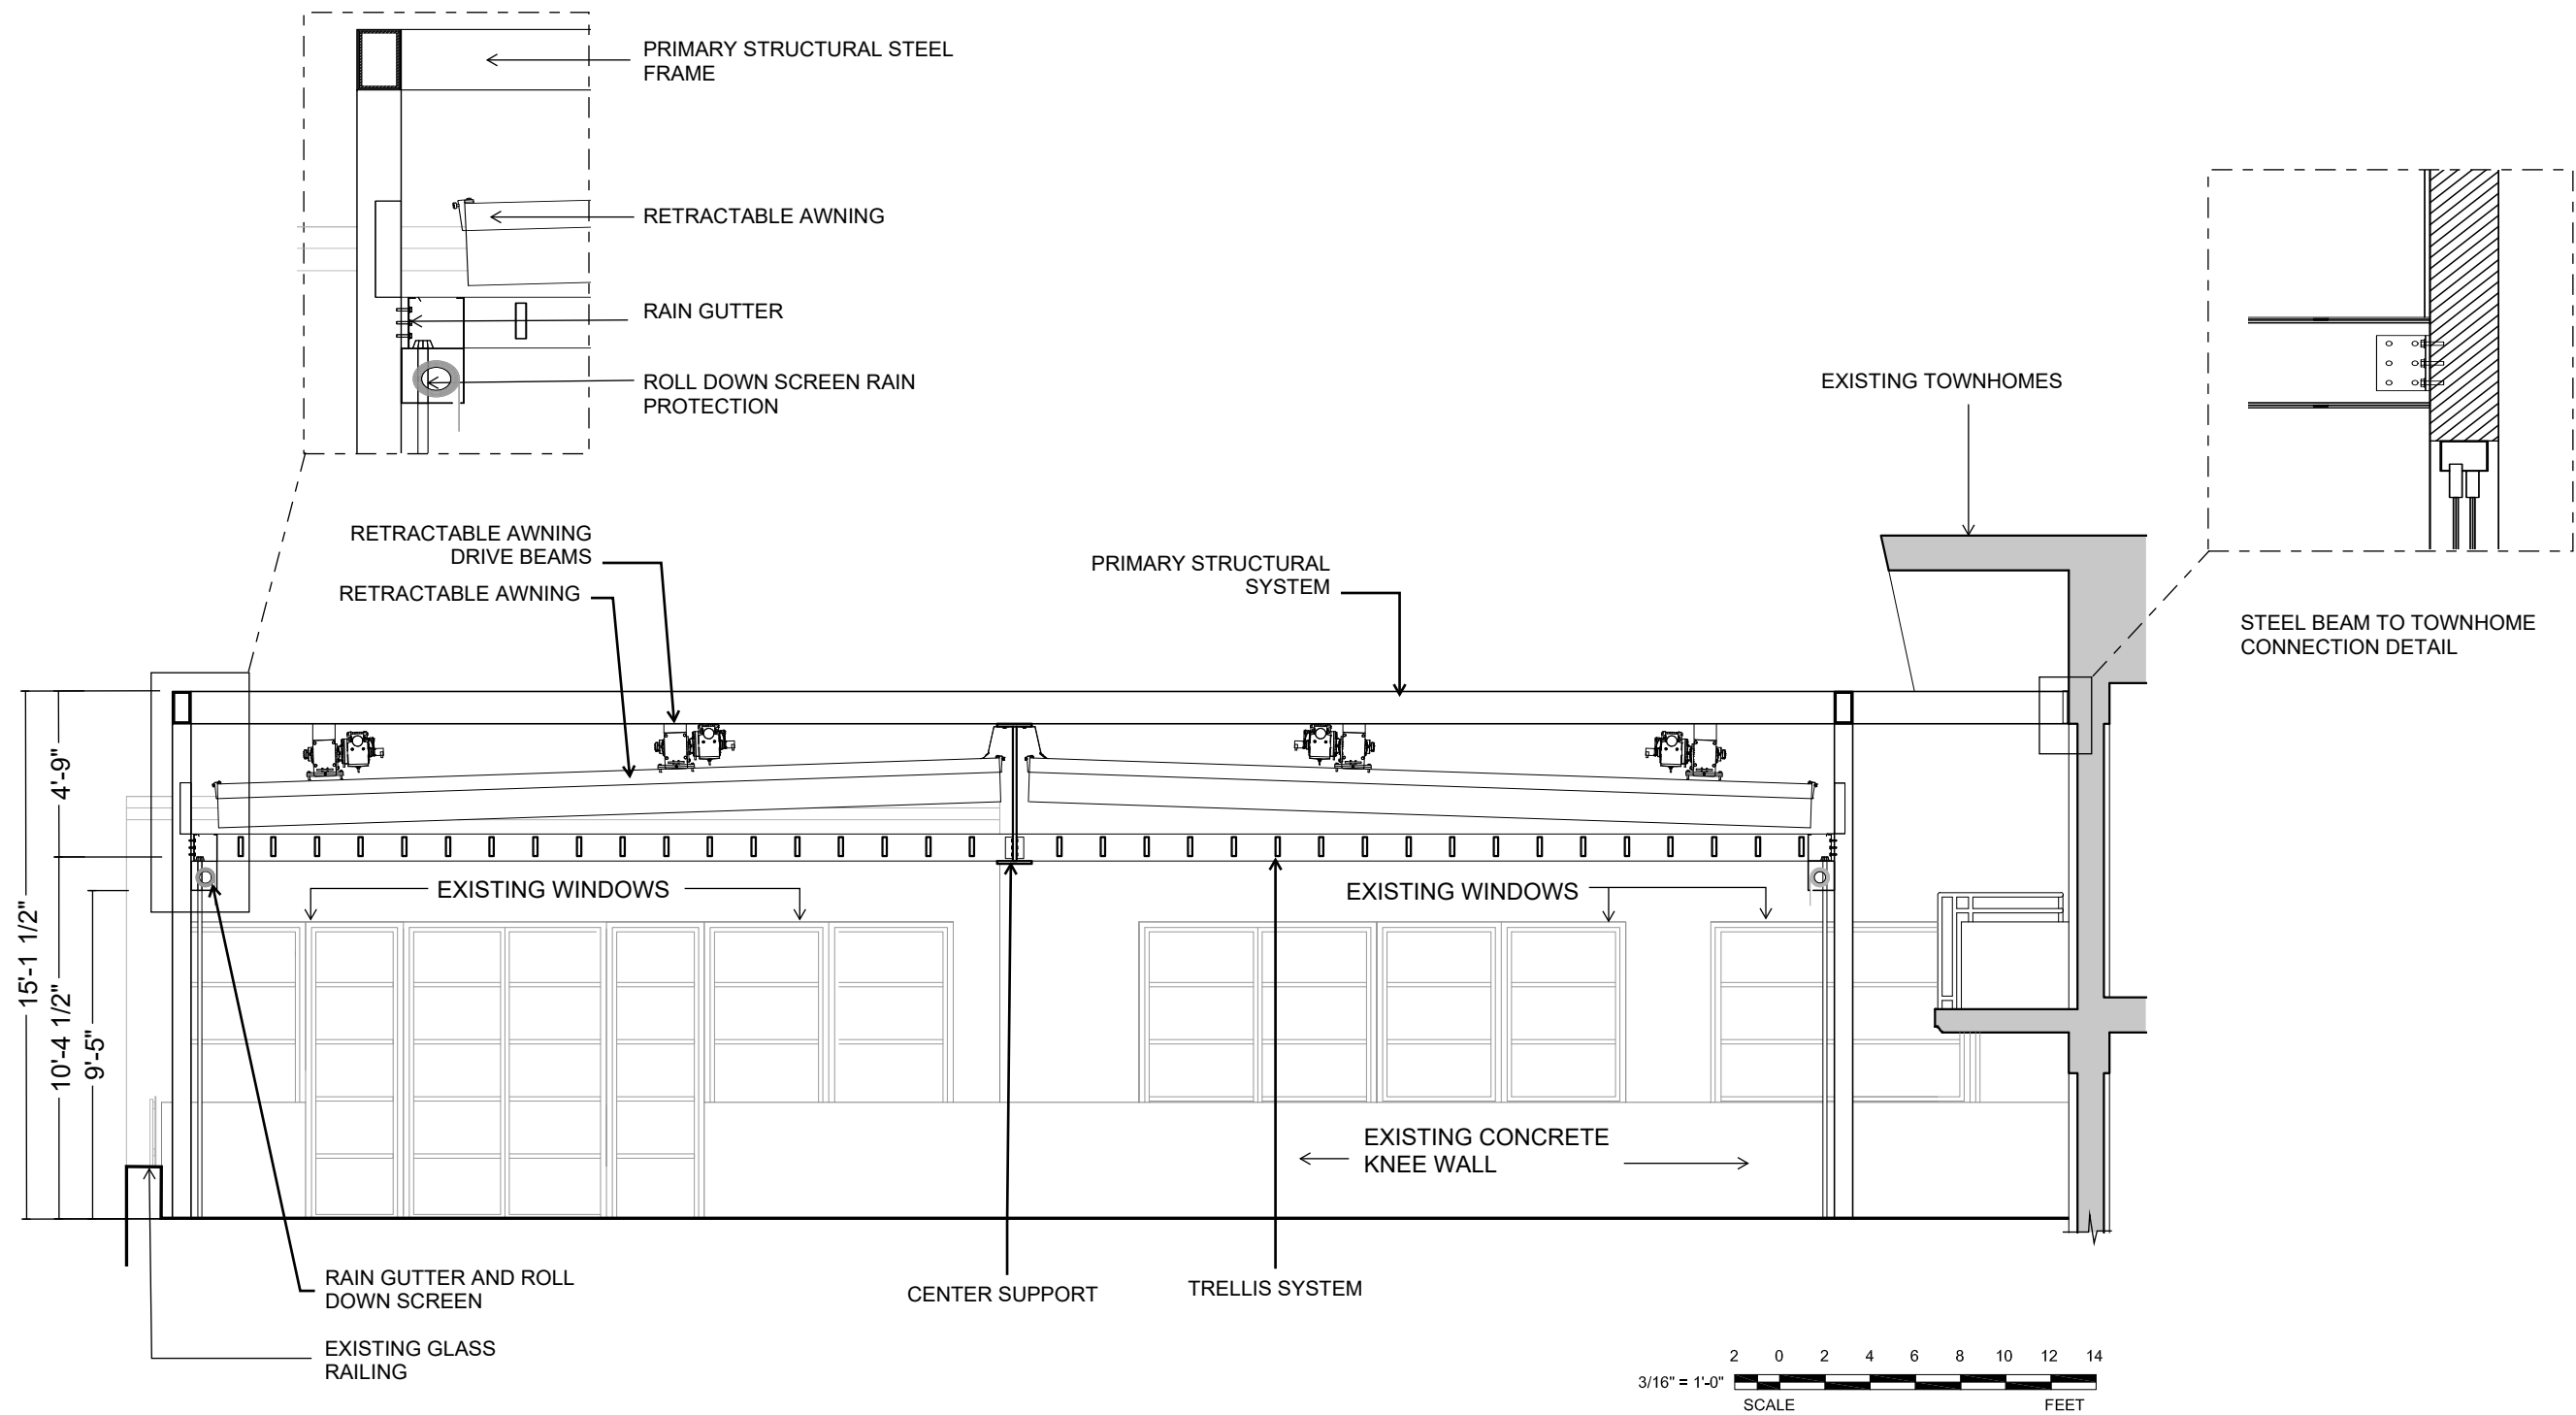 PRIMARY STRUCTURAL STEEL
FRAME
RETRACTABLE AWNING
RAIN GUTTER
ROLL DOWN SCREEN RAIN
PROTECTION
EXISTING TOWNHOMES
RETRACTABLE AWNING
DRIVE BEAMS
RETRACTABLE AWNING
PRIMARY STRUCTURAL
SYSTEM
STEEL BEAM TO TOWNHOME
CONNECTION DETAIL
4'-9"
15'-1 1/2"
10'-4 1/2"
9'-5"
EXISTING WINDOWS
EXISTING WINDOWS
EXISTING CONCRETE
KNEE WALL
RAIN GUTTER AND ROLL
DOWN SCREEN
CENTER SUPPORT
TRELLIS SYSTEM
EXISTING GLASS
RAILING
2 0 2 4 6 8 10 12 14
3/16" = 1'-0"
SCALE FEET